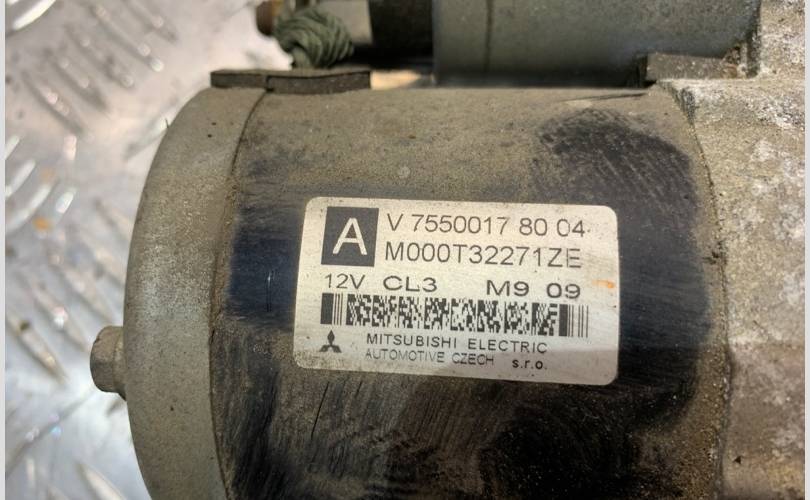 A
V 7550017 80 04
M000T32271ZE
12V CL3 M9 09
MITSUBISHI ELECTRIC
AUTOMOTIVE CZECH s.r.o.